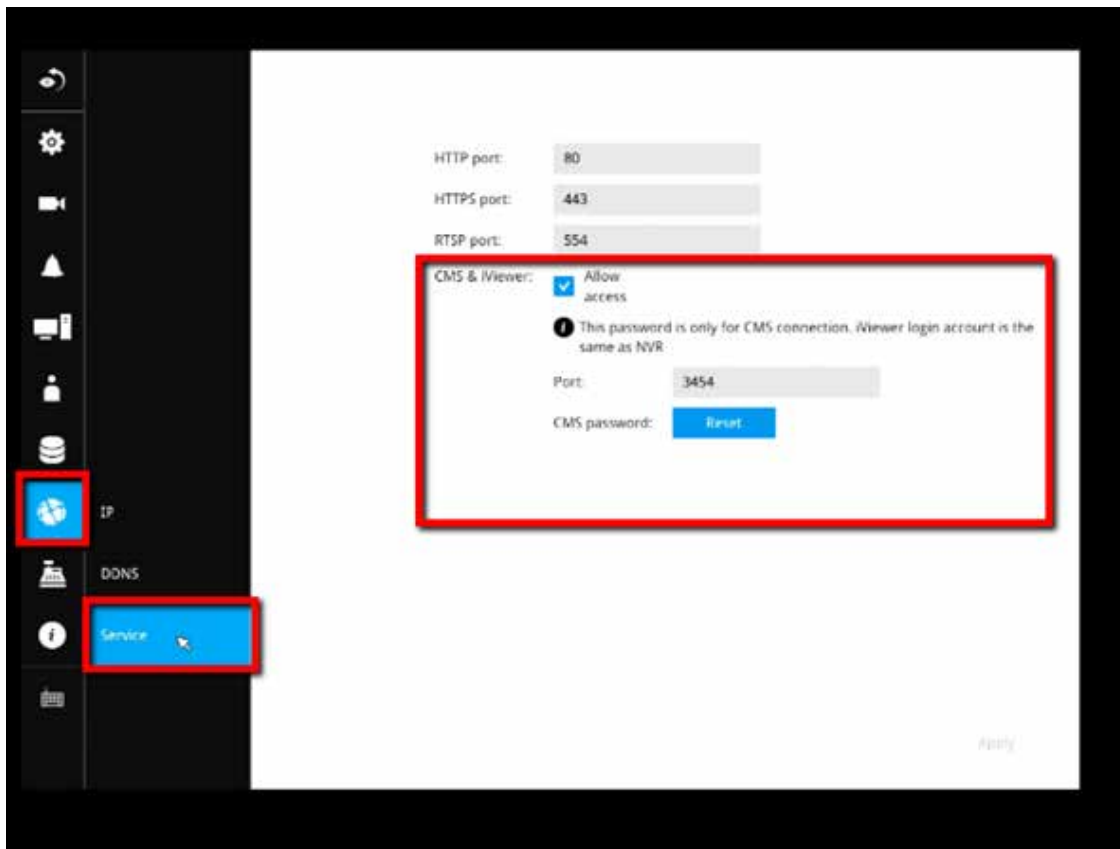 HTTP port: 80
HTTPS port: 443
RTSP port: 554
CMS & iViewer: Allow
access
This password is only for CMS connection. iViewer login account is the
same as NVR
Port: 3454
CMS password: Reset
IP
DDNS
Service
Apply